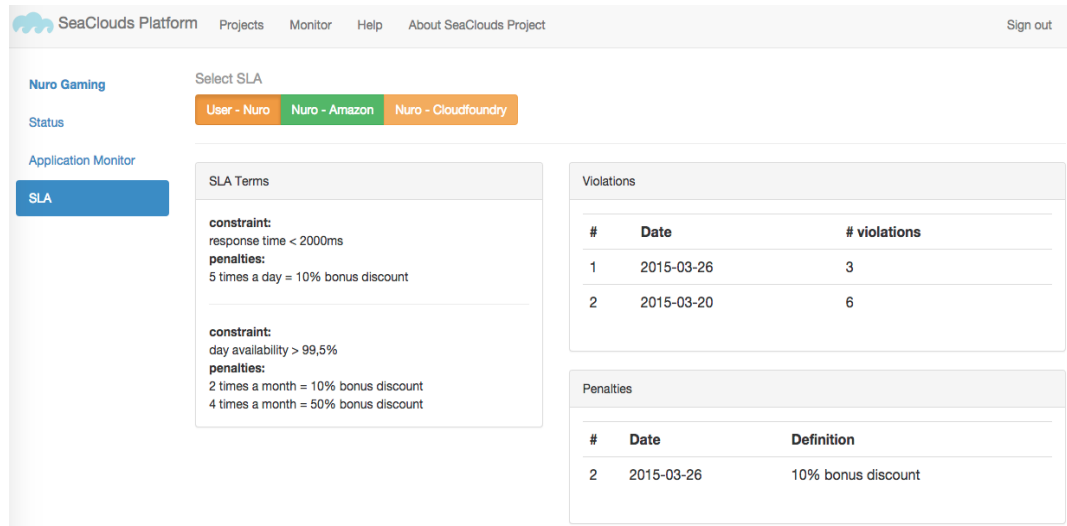 SeaClouds Platform Projects Monitor Help About SeaClouds Project Sign out
Nuro Gaming
Status
Application Monitor
SLA
Select SLA
User - Nuro Nuro - Amazon Nuro - Cloudfoundry
SLA Terms
constraint:
response time < 2000ms
penalties:
5 times a day = 10% bonus discount
constraint:
day availability > 99,5%
penalties:
2 times a month = 10% bonus discount
4 times a month = 50% bonus discount
Violations
# Date # violations
1 2015-03-26 3
2 2015-03-20 6
Penalties
# Date Definition
2 2015-03-26 10% bonus discount